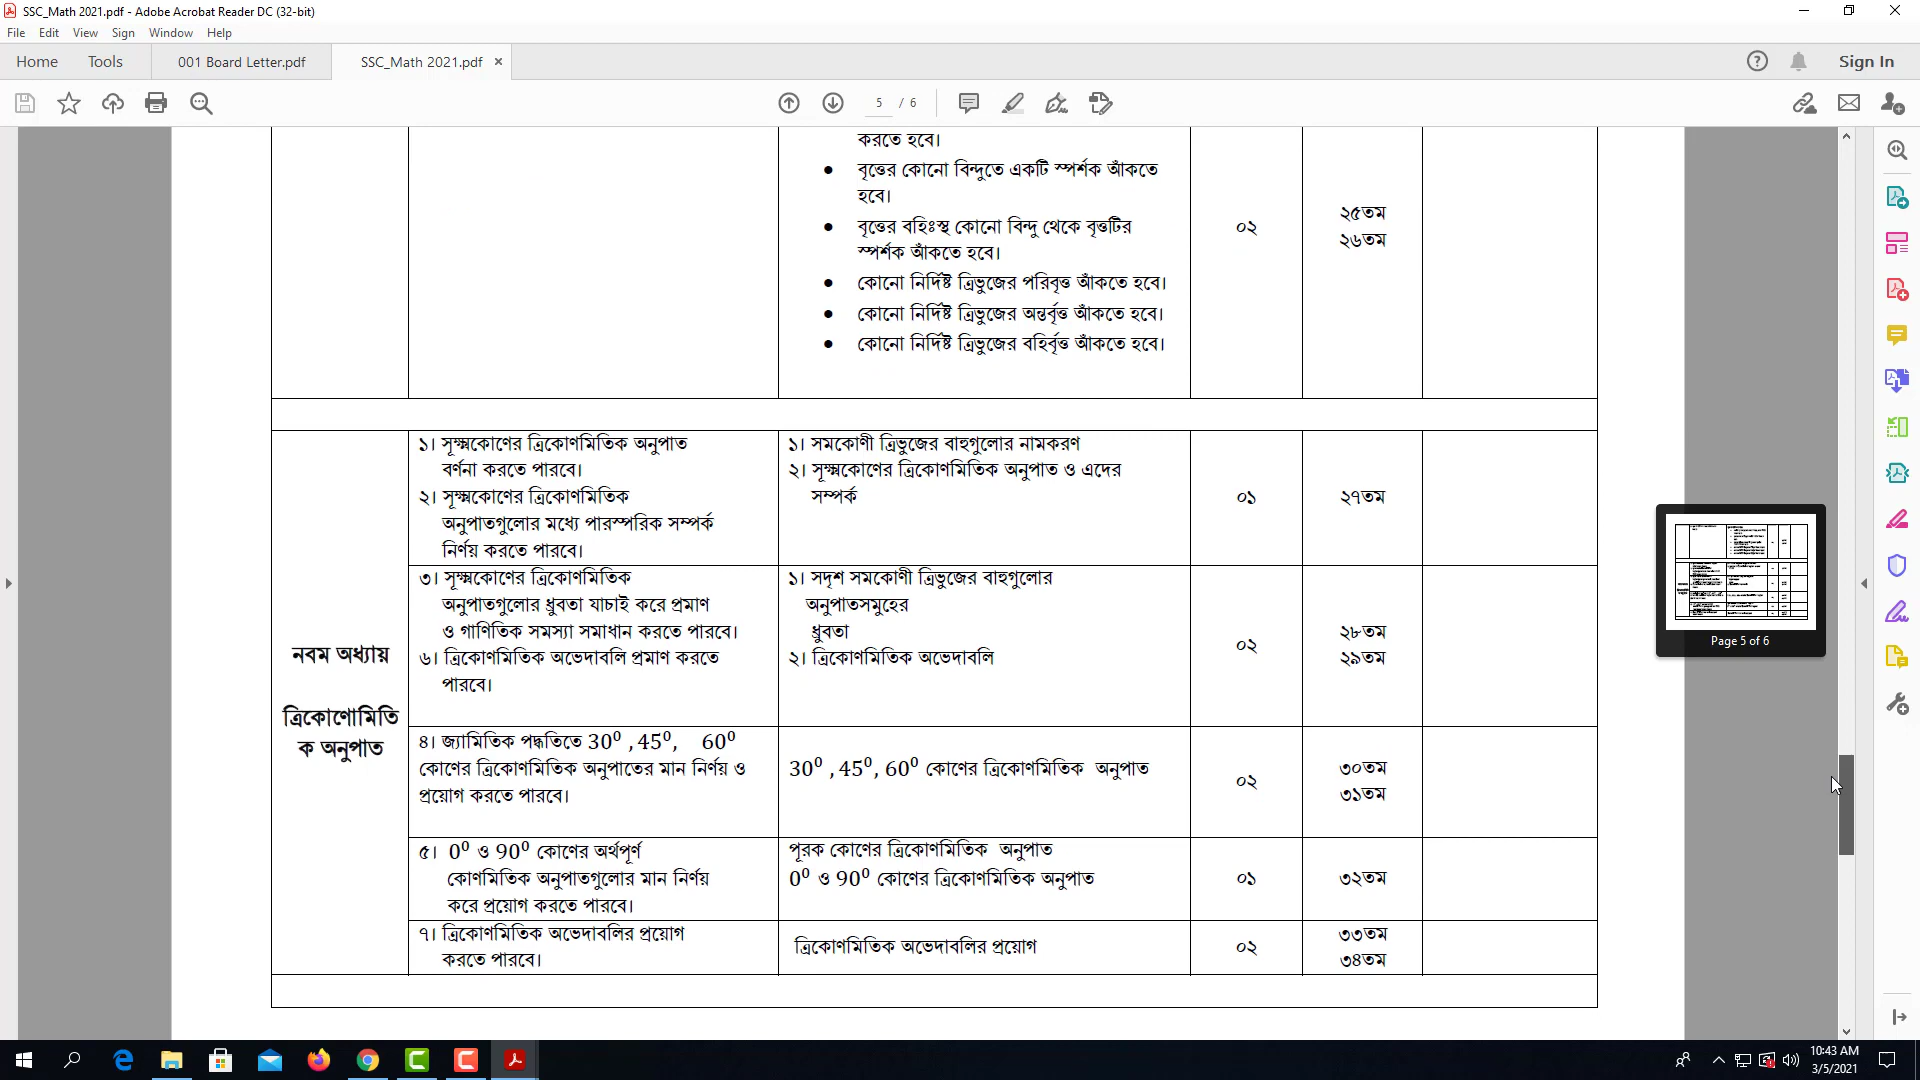 SSC_Math 2021.pdf - Adobe Acrobat Reader DC (32-bit)
File Edit View Sign Window Help
Home Tools 001 Board Letter.pdf SSC_Math 2021.pdf × Sign In
5 / 6
করতে হবে।
• বৃত্তের কোনো বিন্দুতে একটি স্পর্শক আঁকতে
হবে।
• বৃত্তের বহিঃস্থ কোনো বিন্দু থেকে বৃত্তটির
স্পর্শক আঁকতে হবে।
• কোনো নির্দিষ্ট ত্রিভুজের পরিবৃত্ত আঁকতে হবে।
• কোনো নির্দিষ্ট ত্রিভুজের অন্তর্বৃত্ত আঁকতে হবে।
• কোনো নির্দিষ্ট ত্রিভুজের বহির্বৃত্ত আঁকতে হবে।
০২
২৫তম
২৬তম
নবম অধ্যায়
ত্রিকোণোমিতি
ক অনুপাত
১। সূক্ষ্মকোণের ত্রিকোণমিতিক অনুপাত
বর্ণনা করতে পারবে।
২। সূক্ষ্মকোণের ত্রিকোণমিতিক
অনুপাতগুলোর মধ্যে পারস্পরিক সম্পর্ক
নির্ণয় করতে পারবে।
১। সমকোণী ত্রিভুজের বাহুগুলোর নামকরণ
২। সূক্ষ্মকোণের ত্রিকোণমিতিক অনুপাত ও এদের
সম্পর্ক
০১
২৭তম
৩। সূক্ষ্মকোণের ত্রিকোণমিতিক
অনুপাতগুলোর ধ্রুবতা যাচাই করে প্রমাণ
ও গাণিতিক সমস্যা সমাধান করতে পারবে।
৬। ত্রিকোণমিতিক অভেদাবলি প্রমাণ করতে
পারবে।
১। সদৃশ সমকোণী ত্রিভুজের বাহুগুলোর
অনুপাতসমুহের
ধ্রুবতা
২। ত্রিকোণমিতিক অভেদাবলি
০২
২৮তম
২৯তম
৪। জ্যামিতিক পদ্ধতিতে 30⁰ , 45⁰, 60⁰
কোণের ত্রিকোণমিতিক অনুপাতের মান নির্ণয় ও
প্রয়োগ করতে পারবে।
30⁰ , 45⁰, 60⁰ কোণের ত্রিকোণমিতিক অনুপাত
০২
৩০তম
৩১তম
৫। 0⁰ ও 90⁰ কোণের অর্থপূর্ণ
কোণমিতিক অনুপাতগুলোর মান নির্ণয়
করে প্রয়োগ করতে পারবে।
পূরক কোণের ত্রিকোণমিতিক অনুপাত
0⁰ ও 90⁰ কোণের ত্রিকোণমিতিক অনুপাত
০১
৩২তম
৭। ত্রিকোণমিতিক অভেদাবলির প্রয়োগ
করতে পারবে।
ত্রিকোণমিতিক অভেদাবলির প্রয়োগ
০২
৩৩তম
৩৪তম
Page 5 of 6
10:43 AM
3/5/2021